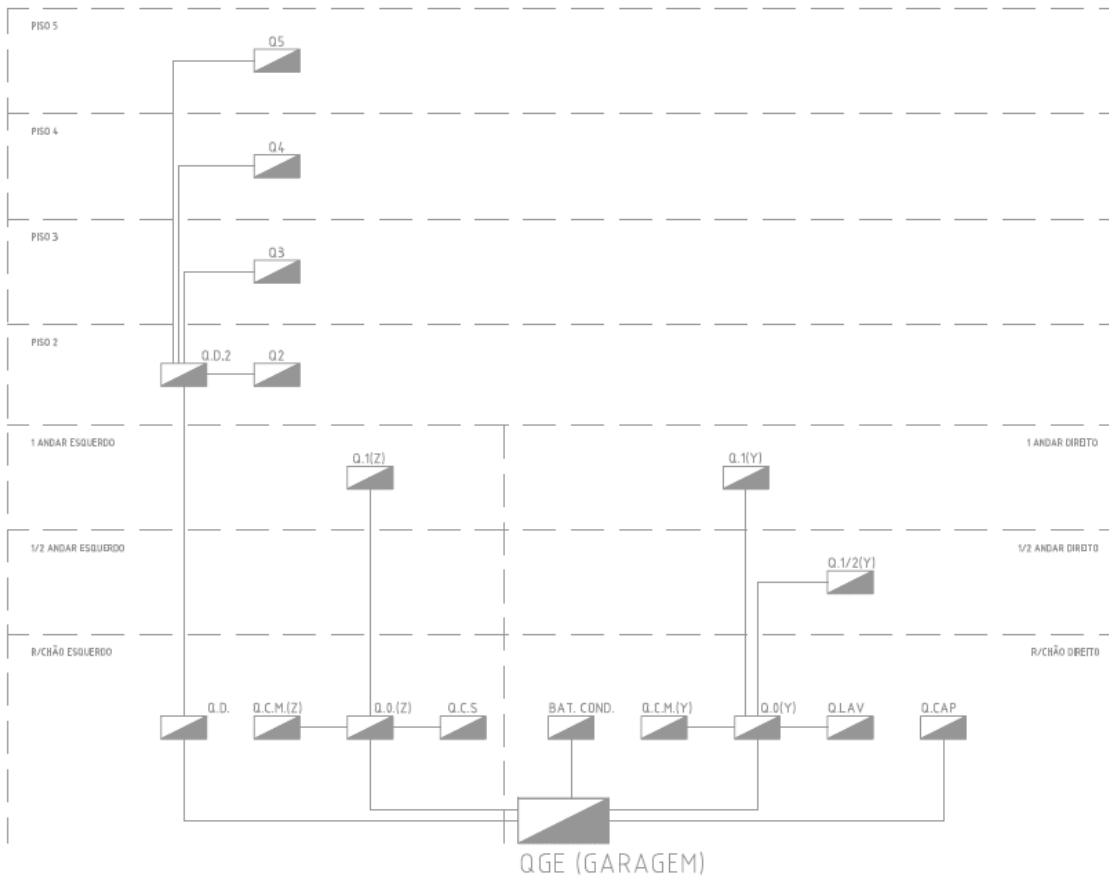 PISO 5
Q5
PISO 4
Q4
PISO 3
Q3
PISO 2
Q.D.2
Q2
1 ANDAR ESQUERDO
1 ANDAR DIREITO
Q.1(Z)
Q.1(Y)
1/2 ANDAR ESQUERDO
1/2 ANDAR DIREITO
Q.1/2(Y)
R/CHÃO ESQUERDO
R/CHÃO DIREITO
Q.D.
Q.C.M.(Z)
Q.0.(Z)
Q.C.S
BAT. COND.
Q.C.M.(Y)
Q.0(Y)
Q.LAV
Q.CAP
QGE (GARAGEM)